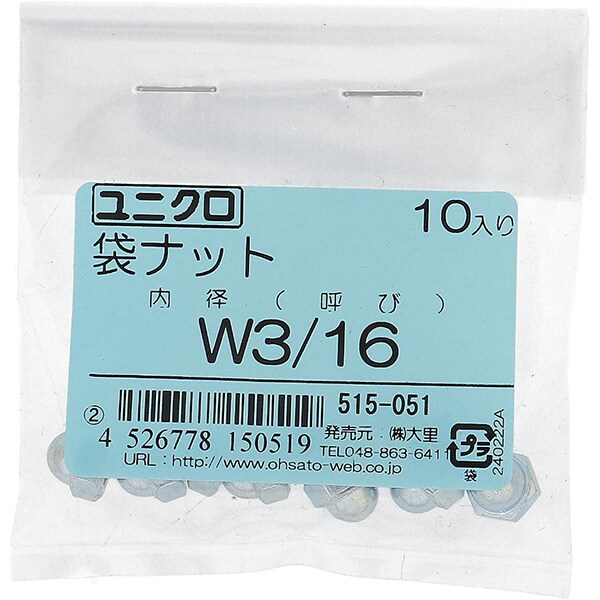 ユニクロ 10入り
袋ナット
内径(呼び)
W3/16
515-051
② 4 526778 150519 発売元:㈱大里
TEL048-863-6411
URL:http://www.ohsato-web.co.jp
プラ
袋
240222A